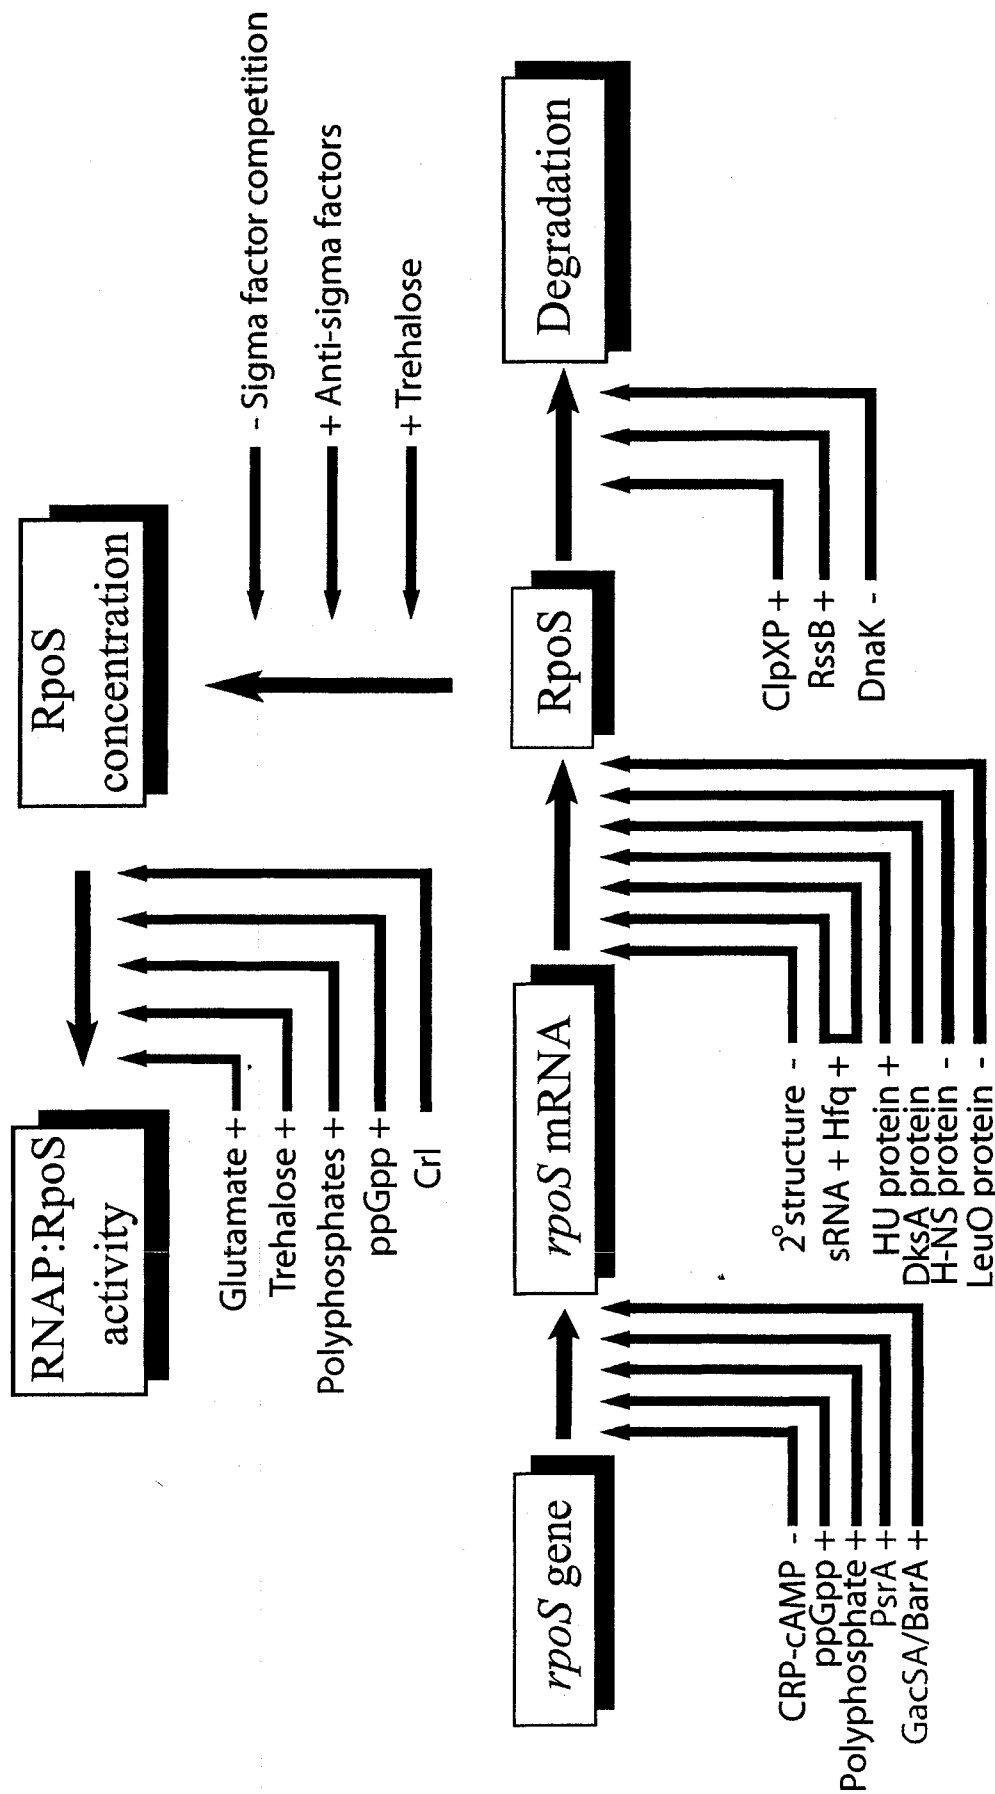 RNAP:RpoS
activity
RpoS
concentration
Glutamate +
Trehalose +
Polyphosphates +
ppGpp +
Crl
- Sigma factor competition
+ Anti-sigma factors
+ Trehalose
rpoS gene
rpoS mRNA
RpoS
Degradation
CRP-cAMP -
ppGpp +
Polyphosphate +
PsrA +
GacSA/BarA +
2° structure -
sRNA + Hfq +
HU protein +
DksA protein
H-NS protein -
LeuO protein -
ClpXP +
RssB +
DnaK -